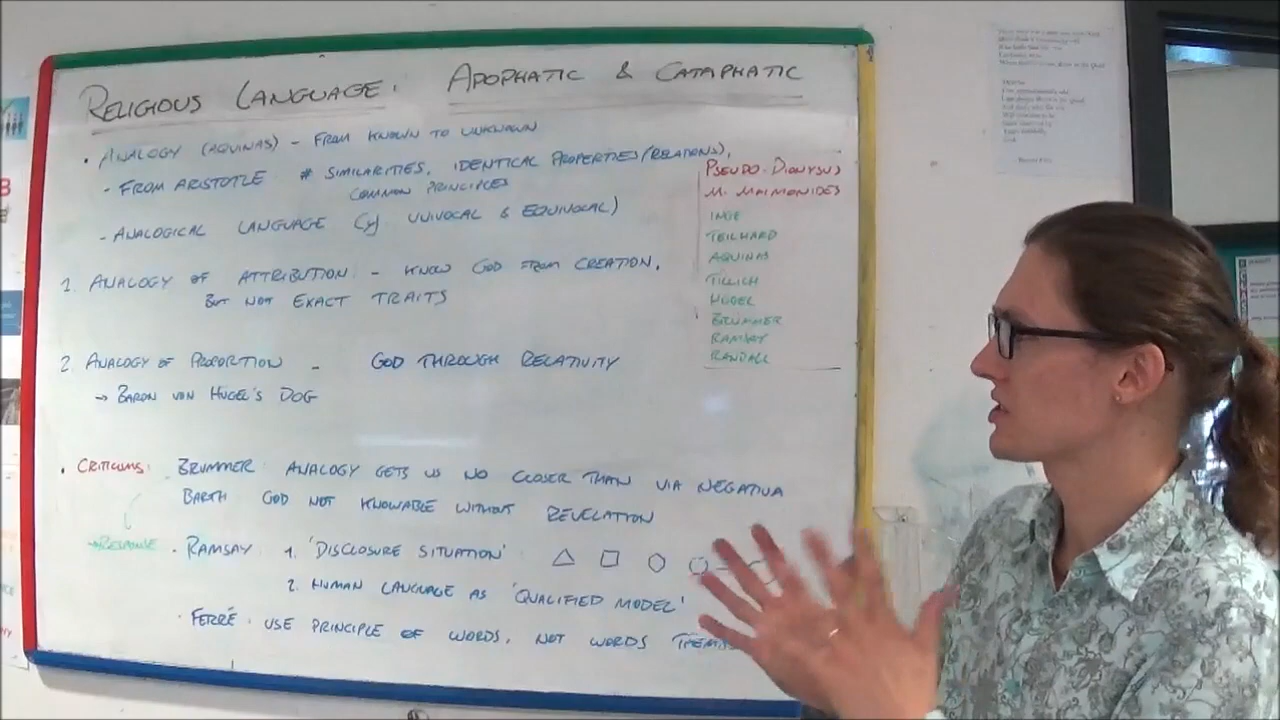 RELIGIOUS LANGUAGE: APOPHATIC & CATAPHATIC
• ANALOGY (AQUINAS) - FROM KNOWN TO UNKNOWN
- FROM ARISTOTLE # SIMILARITIES, IDENTICAL PROPERTIES (RELATIONS),
COMMON PRINCIPLES
- ANALOGICAL LANGUAGE UNIVOCAL & EQUIVOCAL)
1. ANALOGY OF ATTRIBUTION - KNOW GOD FROM CREATION,
BUT NOT EXACT TRAITS
2. ANALOGY OF PROPORTION - GOD THROUGH RELATIVITY
→ BARON VON HÜGEL'S DOG
• CRITICISMS: BRUMMER: ANALOGY GETS US NO CLOSER THAN VIA NEGATIVA
BARTH GOD NOT KNOWABLE WITHOUT REVELATION
→ RESPONSE • RAMSAY 1. 'DISCLOSURE SITUATION'
2. HUMAN LANGUAGE AS 'QUALIFIED MODEL'
• FERRÉ: USE PRINCIPLE OF WORDS, NOT WORDS
PSEUDO-DIONYSUS
M. MAIMONIDES
INGE
TEILHARD
AQUINAS
TILLICH
HÜGEL
BRUMMER
RAMSAY
RANDALL